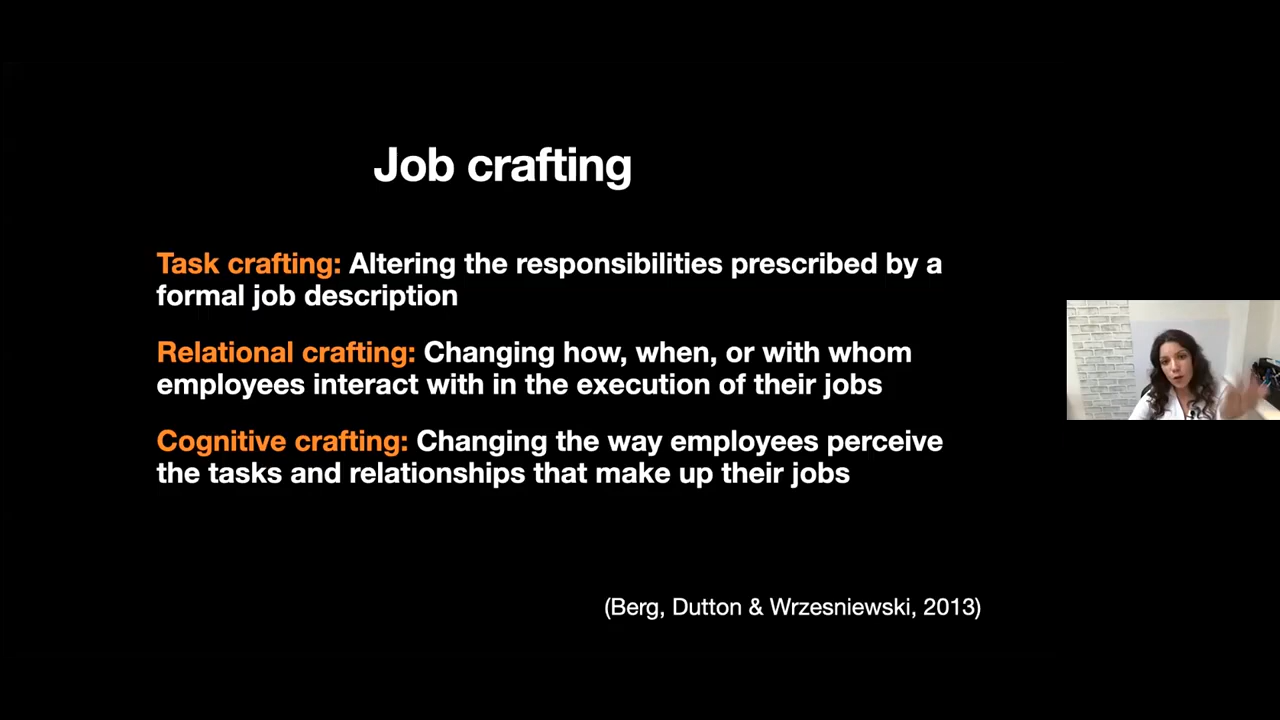 Job crafting
Task crafting: Altering the responsibilities prescribed by a
formal job description
Relational crafting: Changing how, when, or with whom
employees interact with in the execution of their jobs
Cognitive crafting: Changing the way employees perceive
the tasks and relationships that make up their jobs
(Berg, Dutton & Wrzesniewski, 2013)